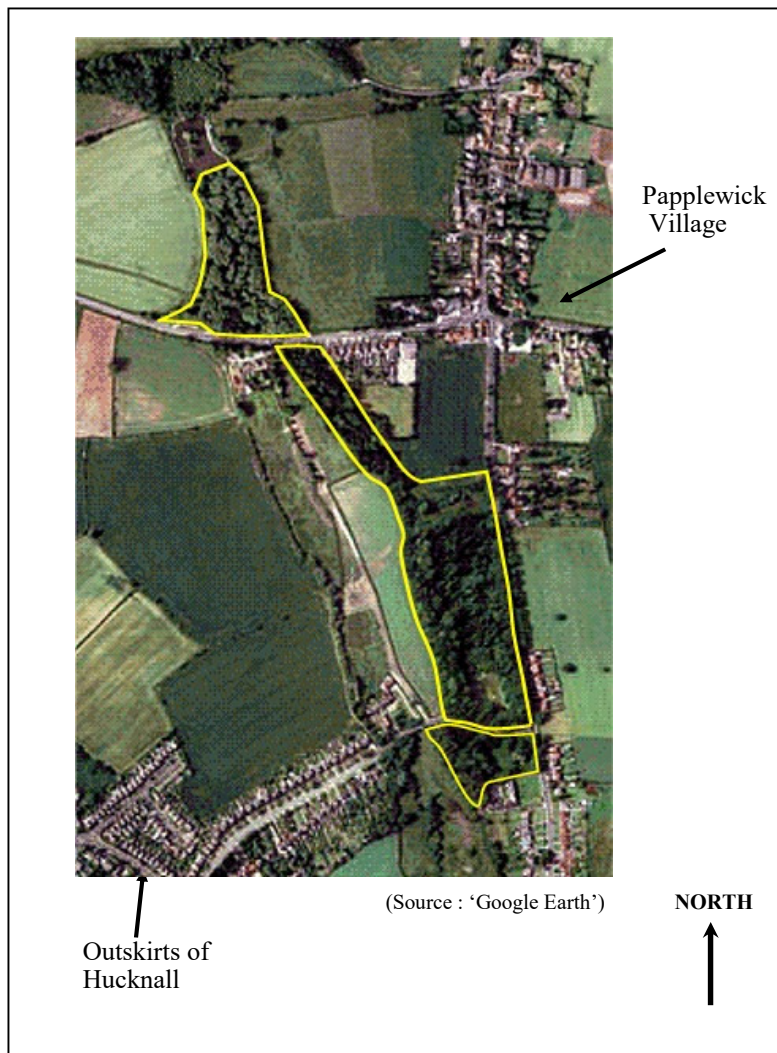 Papplewick
Village
(Source : ‘Google Earth’)
NORTH
Outskirts of
Hucknall